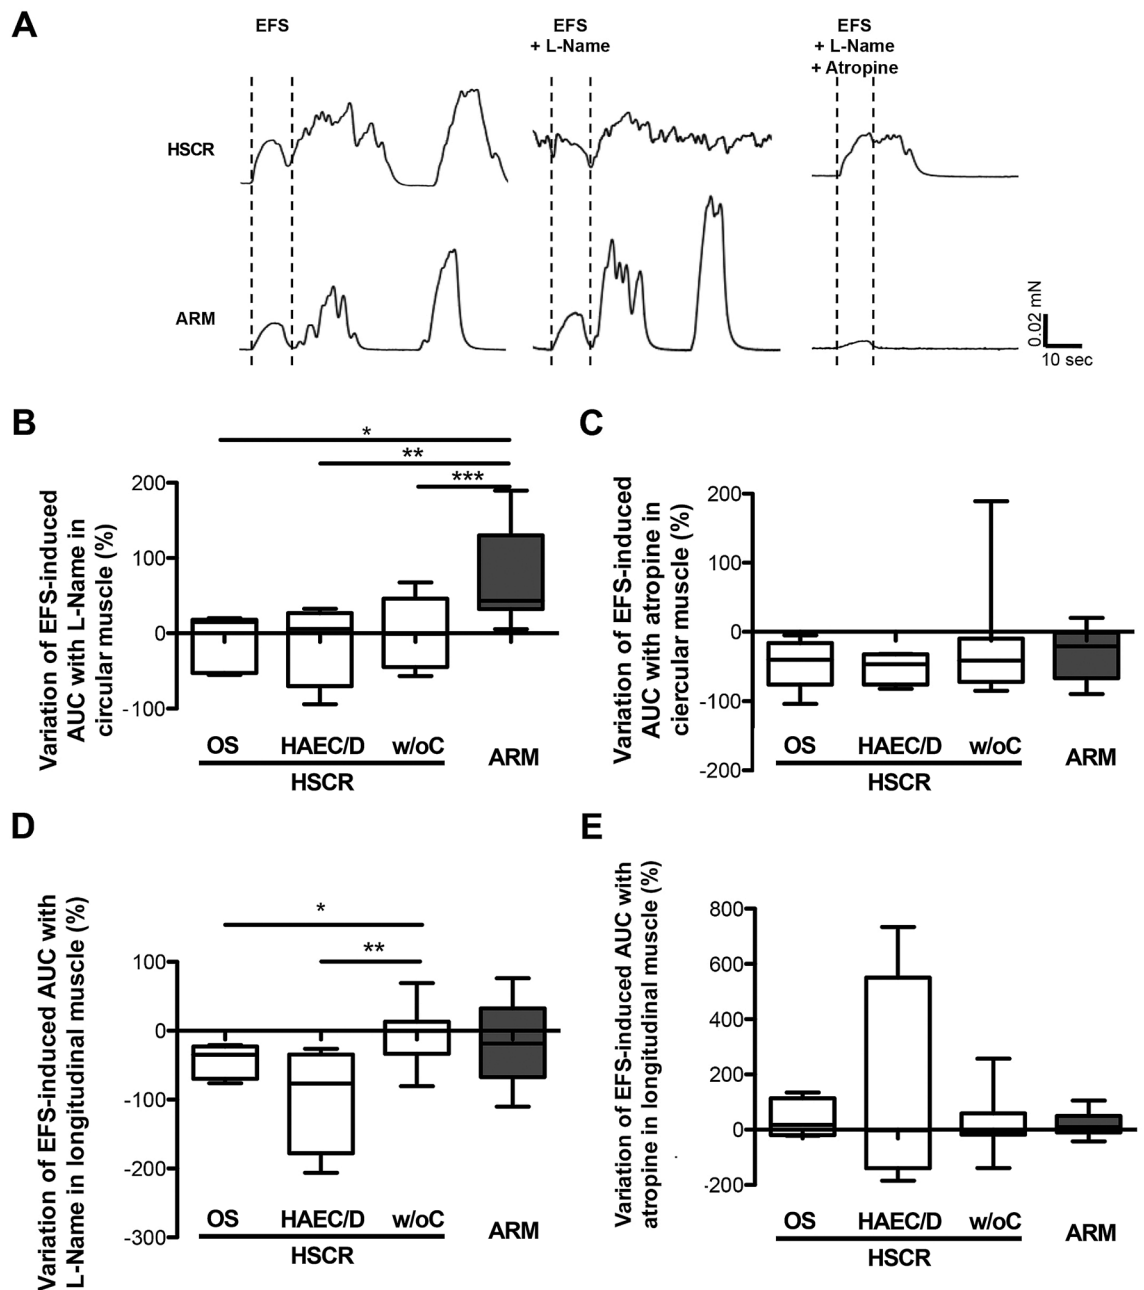 A
EFS
EFS
+ L-Name
EFS
+ L-Name
+ Atropine
HSCR
ARM
0.02 mN
10 sec
B
Variation of EFS-induced
AUC with L-Name in
circular muscle (%)
200
100
0
-100
*
**
***
OS
HAEC/D
w/oC
ARM
HSCR
C
Variation of EFS-induced
AUC with atropine in
ciercular muscle (%)
200
100
0
-100
-200
OS
HAEC/D
w/oC
ARM
HSCR
D
Variation of EFS-induced AUC with
L-Name in longitudinal muscle (%)
100
0
-100
-200
-300
*
**
OS
HAEC/D
w/oC
ARM
HSCR
E
Variation of EFS-induced AUC with
atropine in longitudinal muscle (%)
800
600
400
200
0
-200
OS
HAEC/D
w/oC
ARM
HSCR